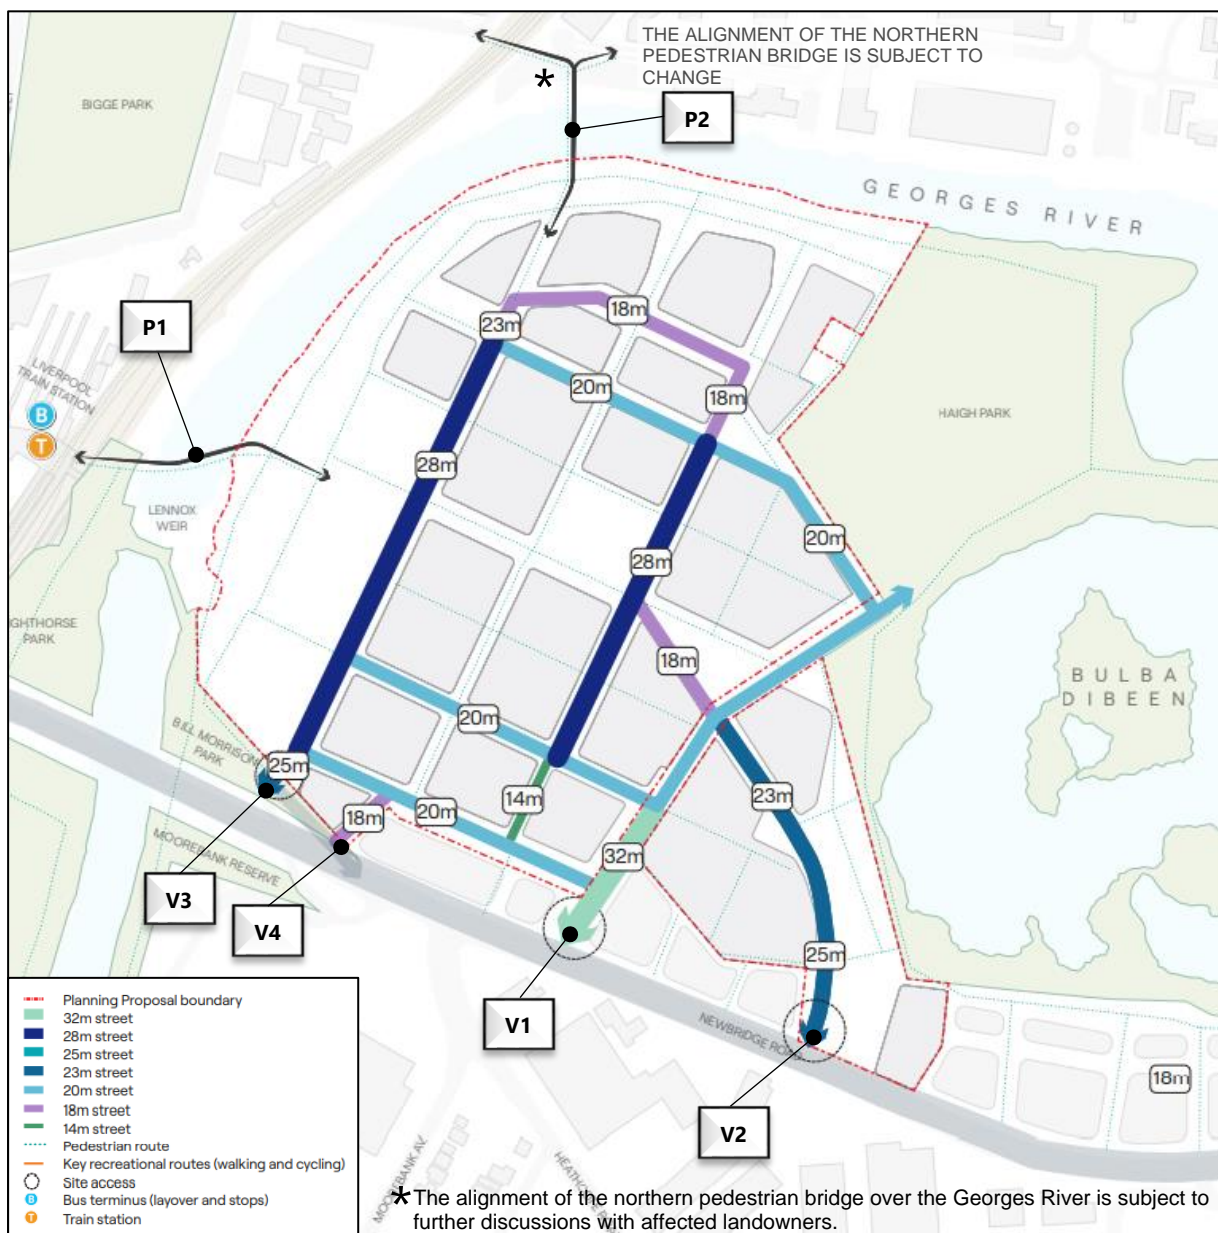 THE ALIGNMENT OF THE NORTHERN
PEDESTRIAN BRIDGE IS SUBJECT TO
CHANGE
*
BIGGE PARK
P2
GEORGES RIVER
P1
LIVERPOOL
TRAIN STATION
B
T
18m
23m
20m
18m
HAIGH PARK
28m
LENNOX
WEIR
20m
28m
GHTHORSE
PARK
18m
BULBA
DIBEEN
BILL MORRISON
PARK
20m
25m
14m
23m
18m
20m
MOOREBANK RESERVE
32m
V3
V4
25m
V1
NEWBRIDGE ROAD
18m
V2
MOOREBANK AV.
Planning Proposal boundary
32m street
28m street
25m street
23m street
20m street
18m street
14m street
Pedestrian route
Key recreational routes (walking and cycling)
Site access
B Bus terminus (layover and stops)
T Train station
* The alignment of the northern pedestrian bridge over the Georges River is subject to
further discussions with affected landowners.